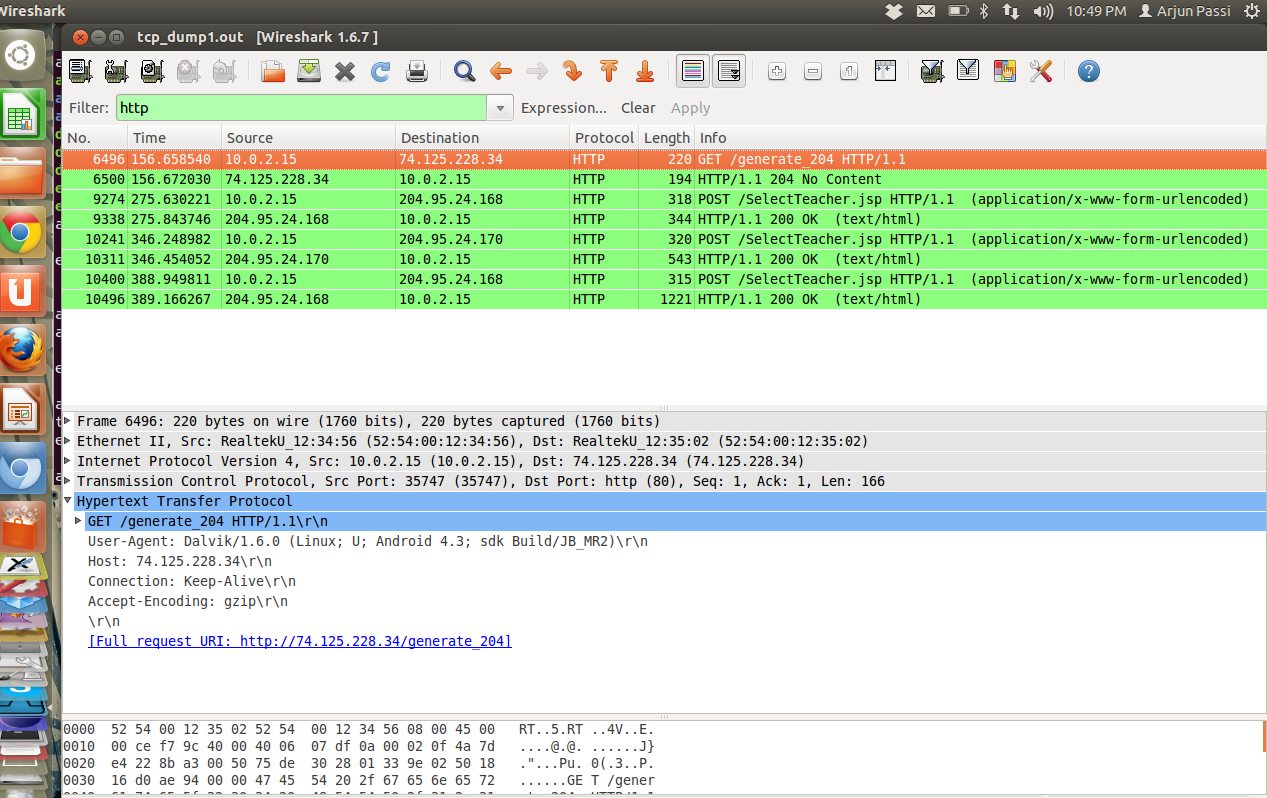 Wireshark
10:49 PM Arjun Passi
tcp_dump1.out [Wireshark 1.6.7 ]
Filter: http Expression... Clear Apply
No. Time Source Destination Protocol Length Info
6496 156.658540 10.0.2.15 74.125.228.34 HTTP 220 GET /generate_204 HTTP/1.1
6500 156.672030 74.125.228.34 10.0.2.15 HTTP 194 HTTP/1.1 204 No Content
9274 275.630221 10.0.2.15 204.95.24.168 HTTP 318 POST /SelectTeacher.jsp HTTP/1.1 (application/x-www-form-urlencoded)
9338 275.843746 204.95.24.168 10.0.2.15 HTTP 344 HTTP/1.1 200 OK (text/html)
10241 346.248982 10.0.2.15 204.95.24.170 HTTP 320 POST /SelectTeacher.jsp HTTP/1.1 (application/x-www-form-urlencoded)
10311 346.454052 204.95.24.170 10.0.2.15 HTTP 543 HTTP/1.1 200 OK (text/html)
10400 388.949811 10.0.2.15 204.95.24.168 HTTP 315 POST /SelectTeacher.jsp HTTP/1.1 (application/x-www-form-urlencoded)
10496 389.166267 204.95.24.168 10.0.2.15 HTTP 1221 HTTP/1.1 200 OK (text/html)
Frame 6496: 220 bytes on wire (1760 bits), 220 bytes captured (1760 bits)
Ethernet II, Src: RealtekU_12:34:56 (52:54:00:12:34:56), Dst: RealtekU_12:35:02 (52:54:00:12:35:02)
Internet Protocol Version 4, Src: 10.0.2.15 (10.0.2.15), Dst: 74.125.228.34 (74.125.228.34)
Transmission Control Protocol, Src Port: 35747 (35747), Dst Port: http (80), Seq: 1, Ack: 1, Len: 166
Hypertext Transfer Protocol
GET /generate_204 HTTP/1.1\r\n
User-Agent: Dalvik/1.6.0 (Linux; U; Android 4.3; sdk Build/JB_MR2)\r\n
Host: 74.125.228.34\r\n
Connection: Keep-Alive\r\n
Accept-Encoding: gzip\r\n
\r\n
[Full request URI: http://74.125.228.34/generate_204]
0000 52 54 00 12 35 02 52 54 00 12 34 56 08 00 45 00 RT..5.RT ..4V..E.
0010 00 ce f7 9c 40 00 40 06 07 df 0a 00 02 0f 4a 7d ....@.@. ......J}
0020 e4 22 8b a3 00 50 75 de 30 28 01 33 9e 02 50 18 ."...Pu. 0(.3..P.
0030 16 d0 ae 94 00 00 47 45 54 20 2f 67 65 6e 65 72 ......GE T /gener